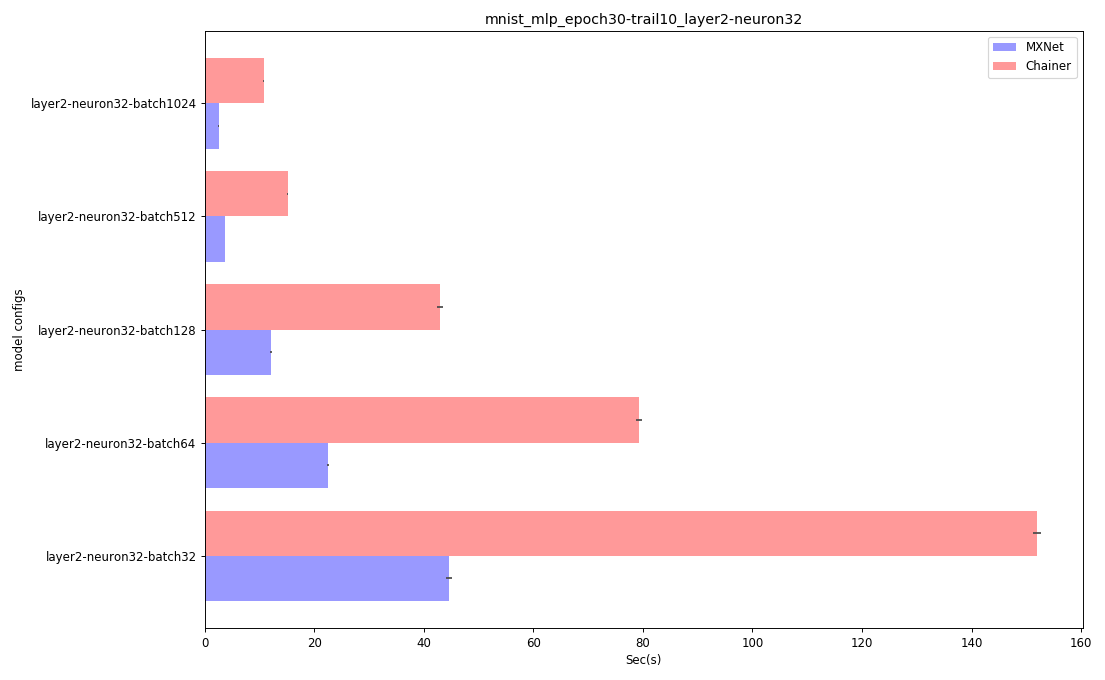 mnist_mlp_epoch30-trail10_layer2-neuron32
MXNet
Chainer
layer2-neuron32-batch1024
layer2-neuron32-batch512
layer2-neuron32-batch128
layer2-neuron32-batch64
layer2-neuron32-batch32
model configs
0 20 40 60 80 100 120 140 160
Sec(s)